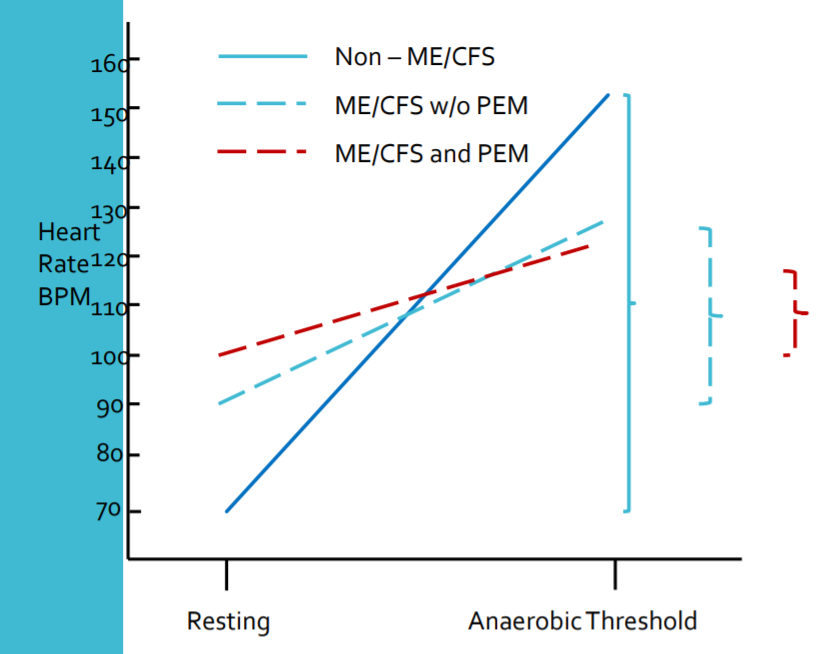 160
150
140
130
120
110
100
90
80
70
Heart
Rate
BPM
Non – ME/CFS
ME/CFS w/o PEM
ME/CFS and PEM
Resting
Anaerobic Threshold